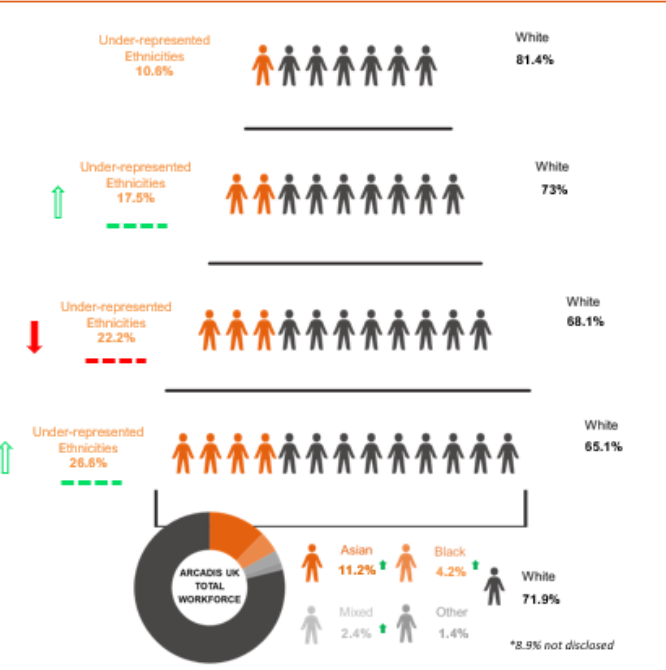 Under-represented
Ethnicities
10.6%
White
81.4%
Under-represented
Ethnicities
17.5%
White
73%
Under-represented
Ethnicities
22.2%
White
68.1%
Under-represented
Ethnicities
26.6%
White
65.1%
ARCADIS UK
TOTAL
WORKFORCE
Asian
11.2%
Black
4.2%
Mixed
2.4%
Other
1.4%
White
71.9%
*8.9% not disclosed